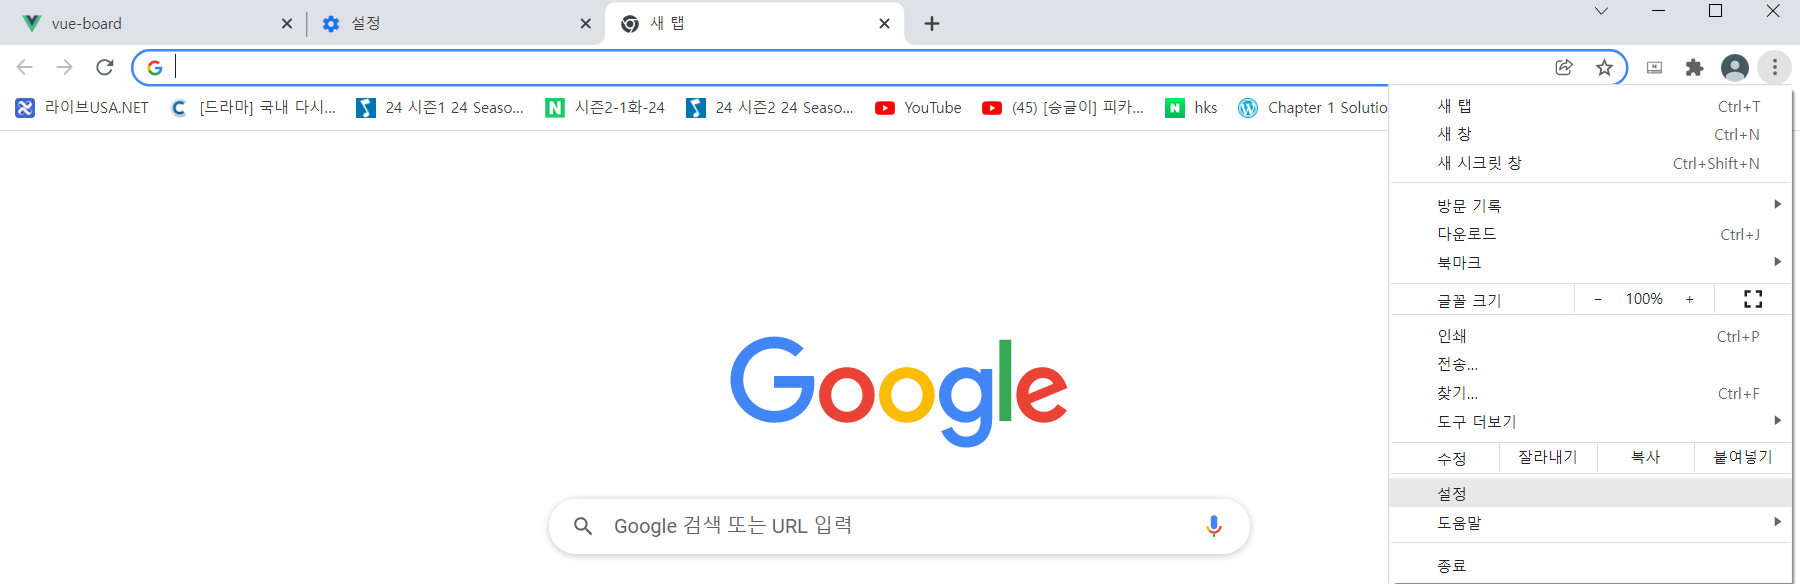 vue-board
설정
새 탭
라이브USA.NET
[드라마] 국내 다시...
24 시즌1 24 Seaso...
시즌2-1화-24
24 시즌2 24 Seaso...
YouTube
(45) [승글이] 피카...
hks
Chapter 1 Solutio
새 탭 Ctrl+T
새 창 Ctrl+N
새 시크릿 창 Ctrl+Shift+N
방문 기록
다운로드 Ctrl+J
북마크
글꼴 크기 - 100% +
인쇄 Ctrl+P
전송...
찾기... Ctrl+F
도구 더보기
수정 잘라내기 복사 붙여넣기
설정
도움말
종료
Google
Google 검색 또는 URL 입력